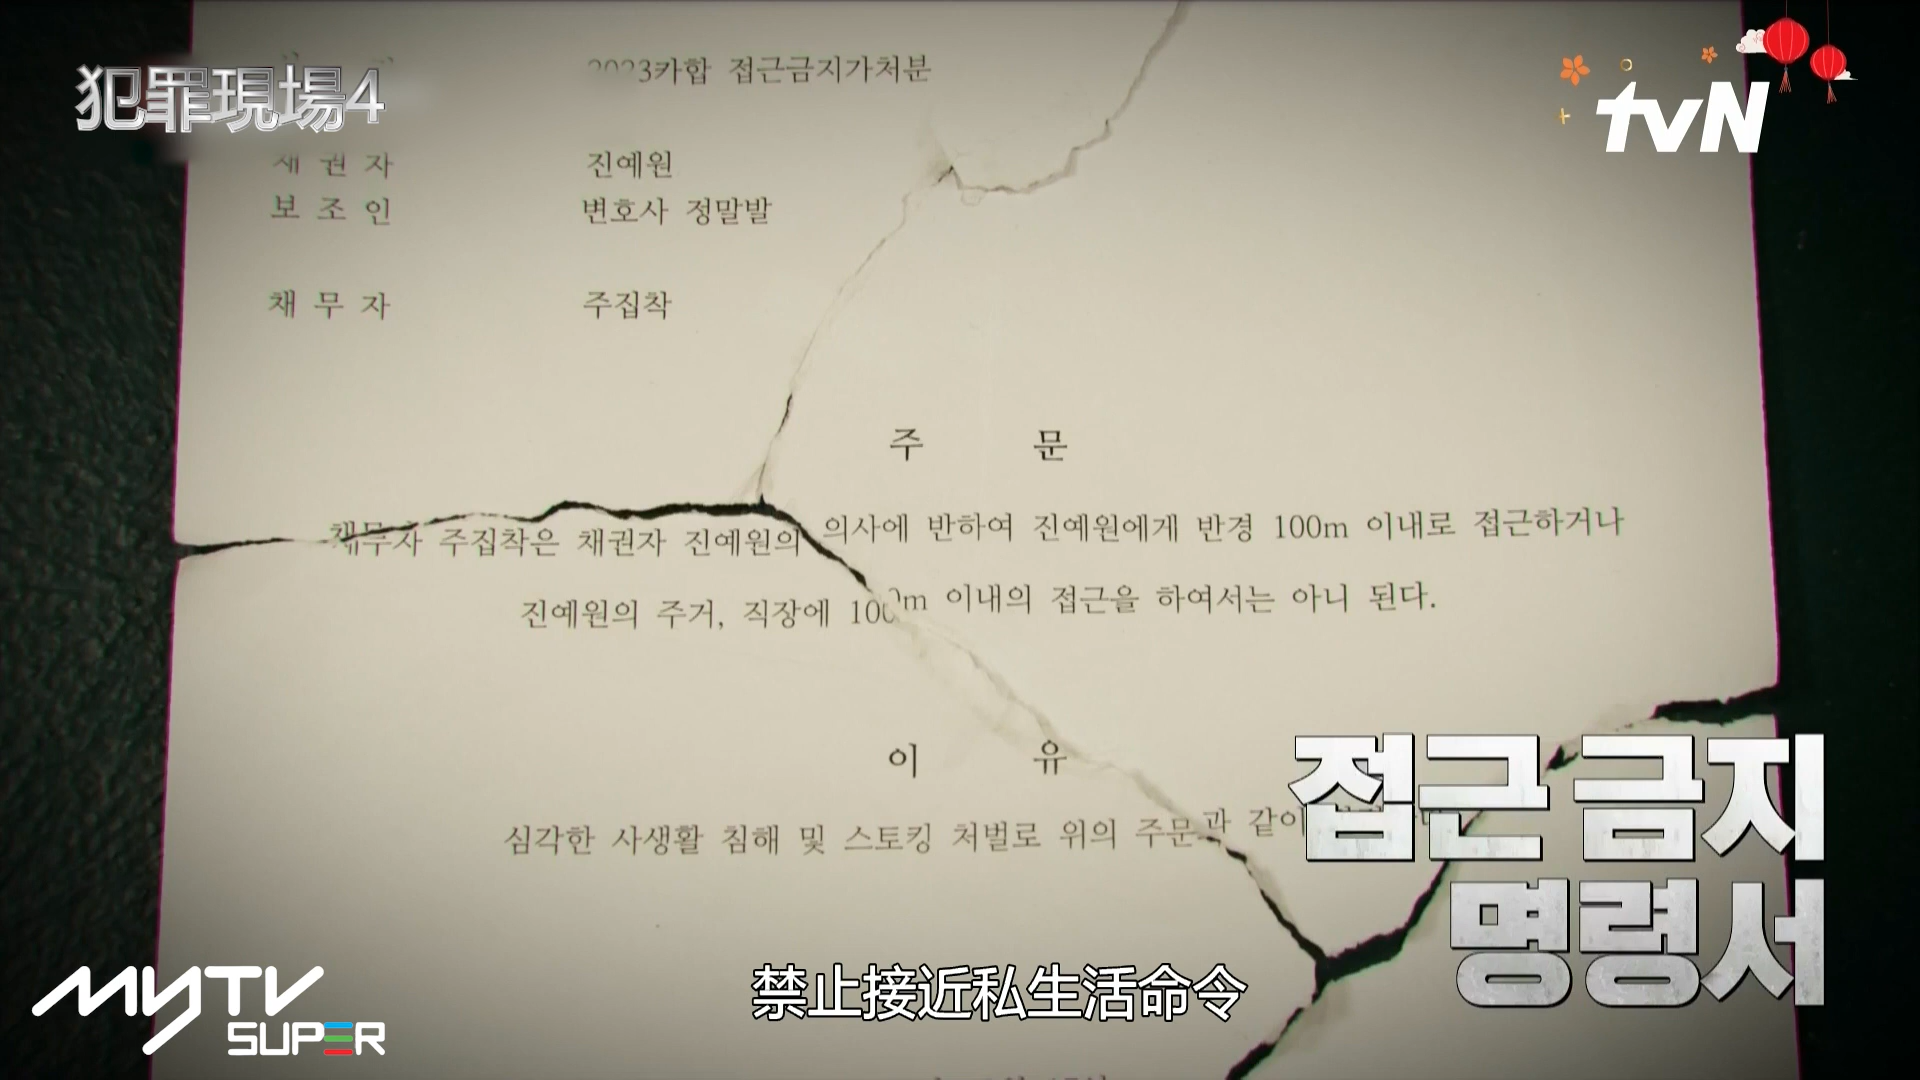 犯罪現場4
tvN
2023카합 접근금지가처분
채 권 자 진예원
보 조 인 변호사 정말발
채 무 자 주집착
주 문
채무자 주집착은 채권자 진예원의 의사에 반하여 진예원에게 반경 100m 이내로 접근하거나
진예원의 주거, 직장에 100m 이내의 접근을 하여서는 아니 된다.
이 유
심각한 사생활 침해 및 스토킹 처벌로 위의 주문과 같이
접근 금지
명령서
禁止接近私生活命令
MYTV
SUPER